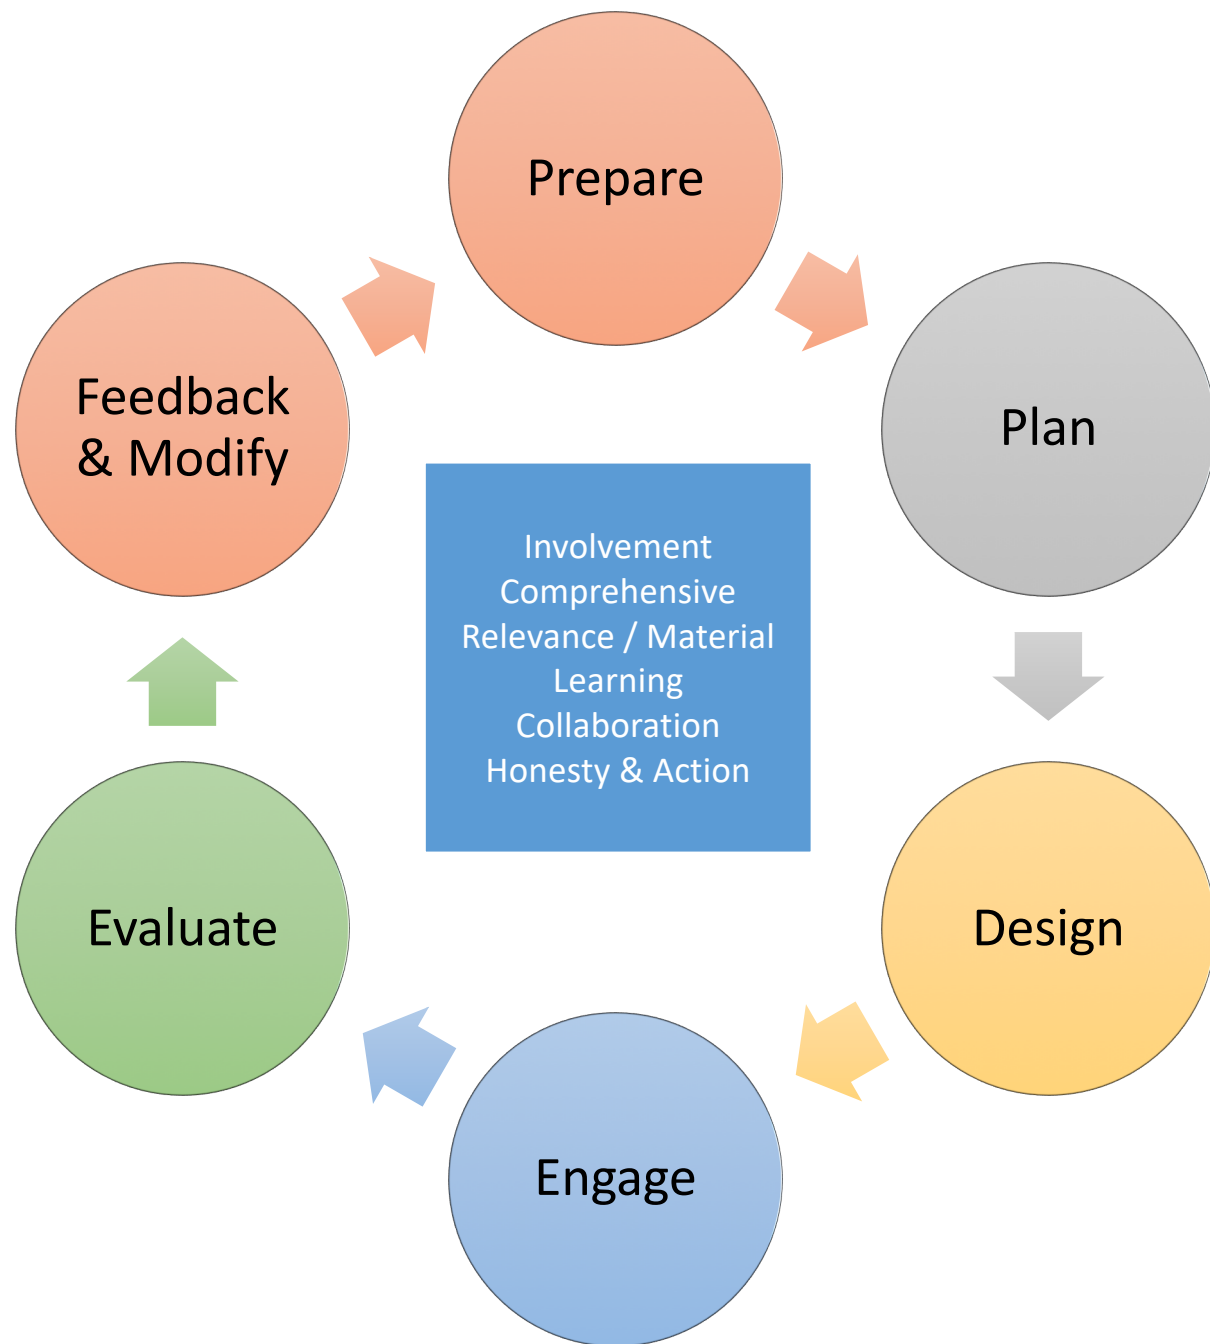 Prepare
Plan
Design
Engage
Evaluate
Feedback
& Modify
Involvement
Comprehensive
Relevance / Material
Learning
Collaboration
Honesty & Action